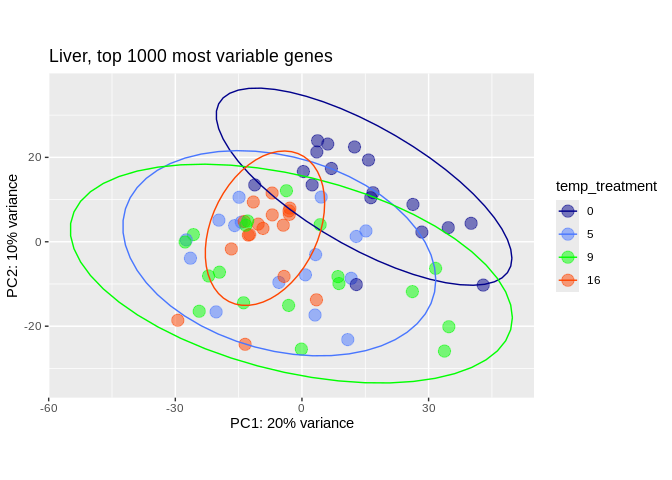 Liver, top 1000 most variable genes
PC2: 10% variance
20
0
-20
-60
-30
0
30
PC1: 20% variance
temp_treatment
0
5
9
16